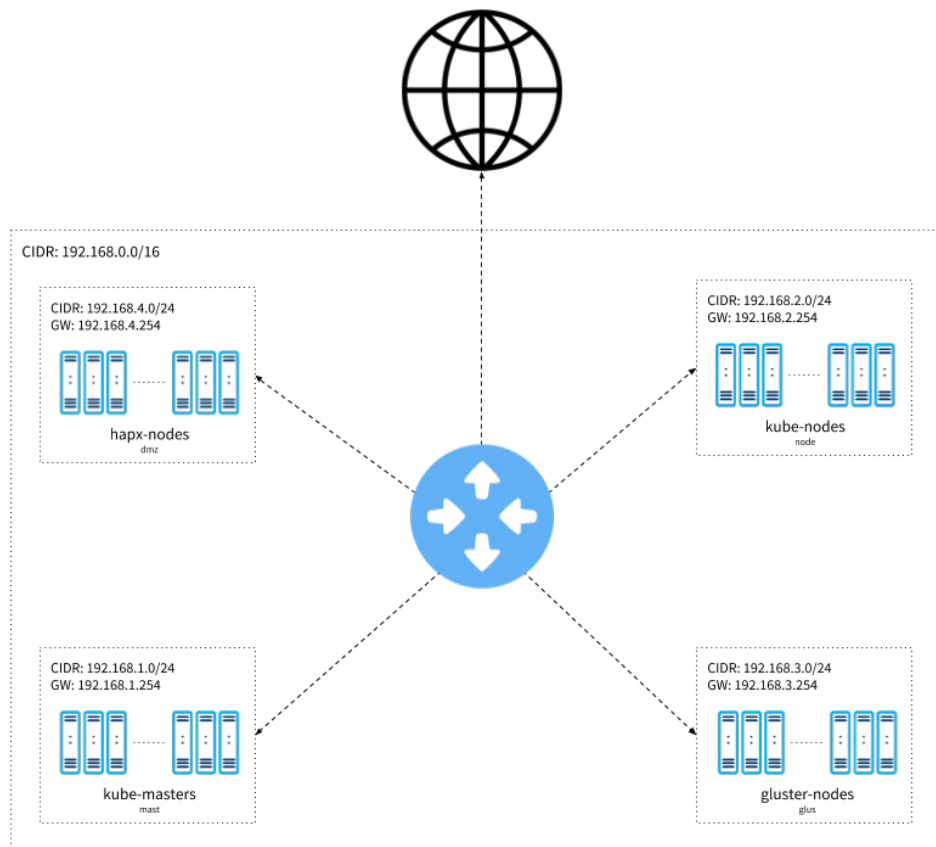 CIDR: 192.168.0.0/16
CIDR: 192.168.4.0/24
GW: 192.168.4.254
hapx-nodes
dmz
CIDR: 192.168.2.0/24
GW: 192.168.2.254
kube-nodes
node
CIDR: 192.168.1.0/24
GW: 192.168.1.254
kube-masters
mast
CIDR: 192.168.3.0/24
GW: 192.168.3.254
gluster-nodes
glus